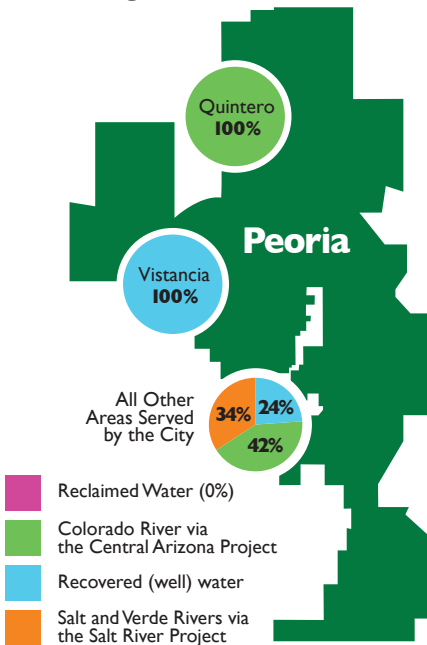 Quintero
100%
Peoria
Vistancia
100%
All Other
Areas Served
by the City
34%
24%
42%
Reclaimed Water (0%)
Colorado River via
the Central Arizona Project
Recovered (well) water
Salt and Verde Rivers via
the Salt River Project